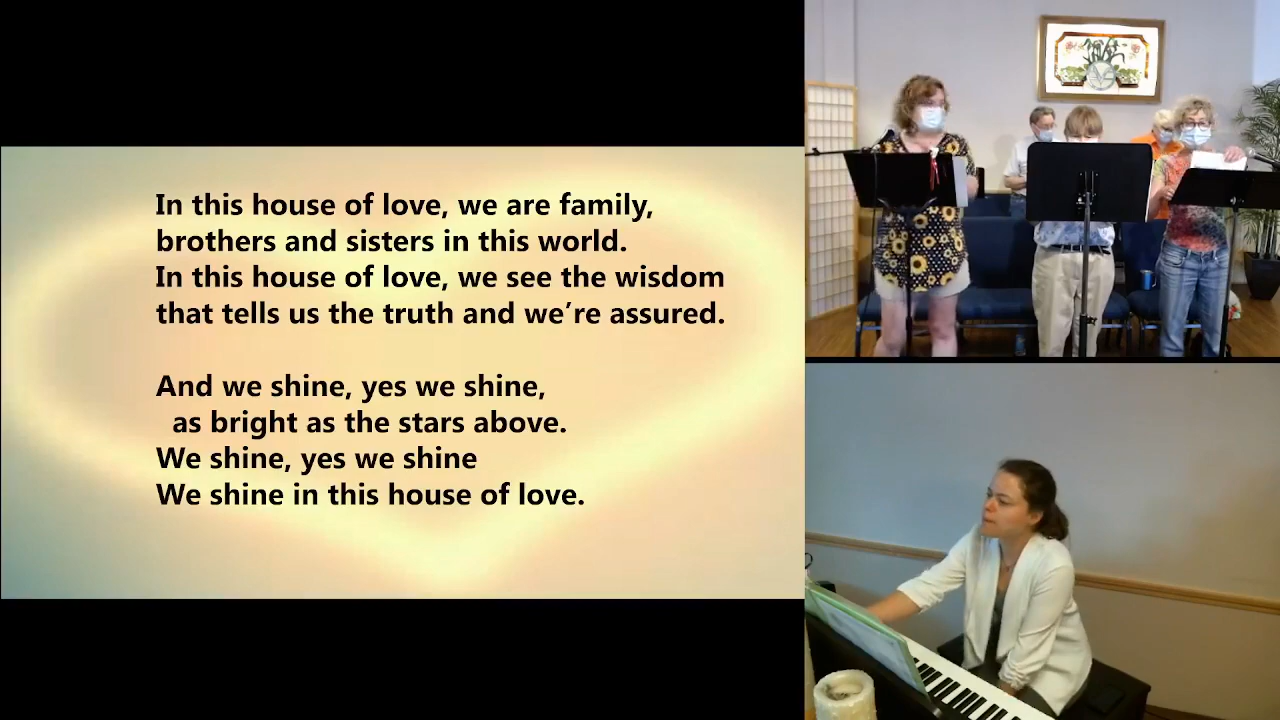 In this house of love, we are family,
brothers and sisters in this world.
In this house of love, we see the wisdom
that tells us the truth and we’re assured.
And we shine, yes we shine,
as bright as the stars above.
We shine, yes we shine
We shine in this house of love.